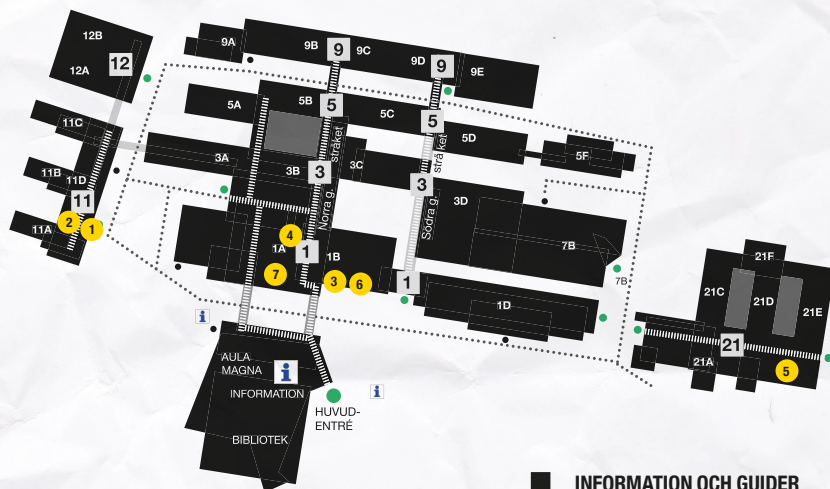 12B
12A
12
9A
9B
9
9C
9D
9
9E
11C
5A
5B
5
5C
5
5D
5F
3A
3B
3
3C
3
3D
Norra g. stråket
Södra g. stråket
11B
11D
11
11A
2
1
4
1A
1
1B
7
3
6
1
1D
7B
7B
21F
21C
21D
21E
21
21A
5
i
AULA
MAGNA
i
INFORMATION
i
HUVUD-
ENTRÉ
BIBLIOTEK
INFORMATION OCH GUIDER